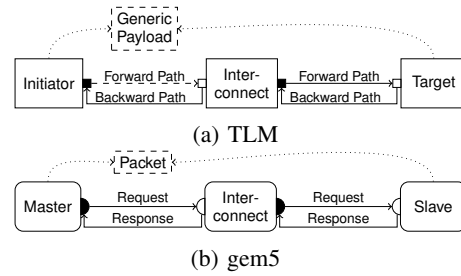 Generic
Payload
Initiator
Forward Path
Backward Path
Inter-
connect
Forward Path
Backward Path
Target
(a) TLM
Packet
Master
Request
Response
Inter-
connect
Request
Response
Slave
(b) gem5